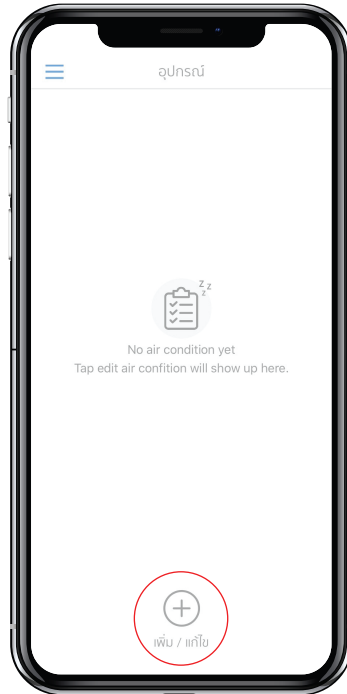 อุปกรณ์
z z
z
No air condition yet
Tap edit air confition will show up here.
เพิ่ม / แก้ไข